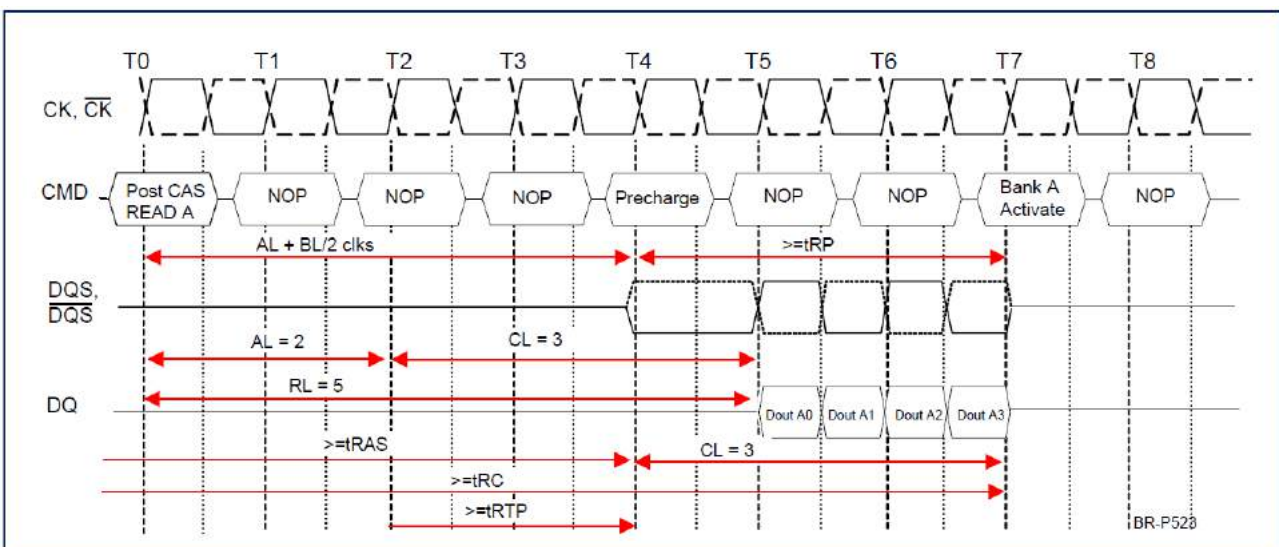 T0 T1 T2 T3 T4 T5 T6 T7 T8
CK, CK
CMD Post CAS READ A NOP NOP NOP Precharge NOP NOP Bank A Activate NOP
AL + BL/2 clks >=tRP
DQS,
DQS
AL = 2 CL = 3
RL = 5
DQ Dout A0 Dout A1 Dout A2 Dout A3
>=tRAS CL = 3
>=tRC
>=tRTP
BR-P523